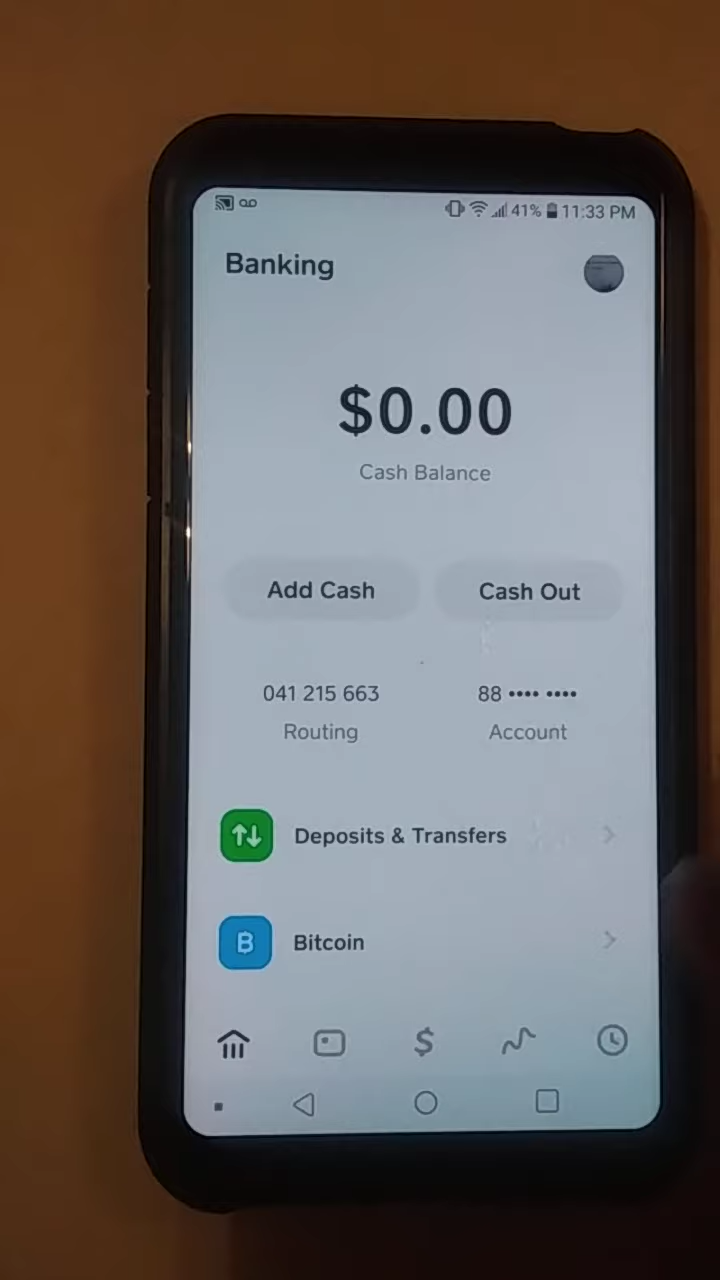 41% 11:33 PM
Banking
$0.00
Cash Balance
Add Cash Cash Out
041 215 663 88 •••• ••••
Routing Account
Deposits & Transfers
Bitcoin